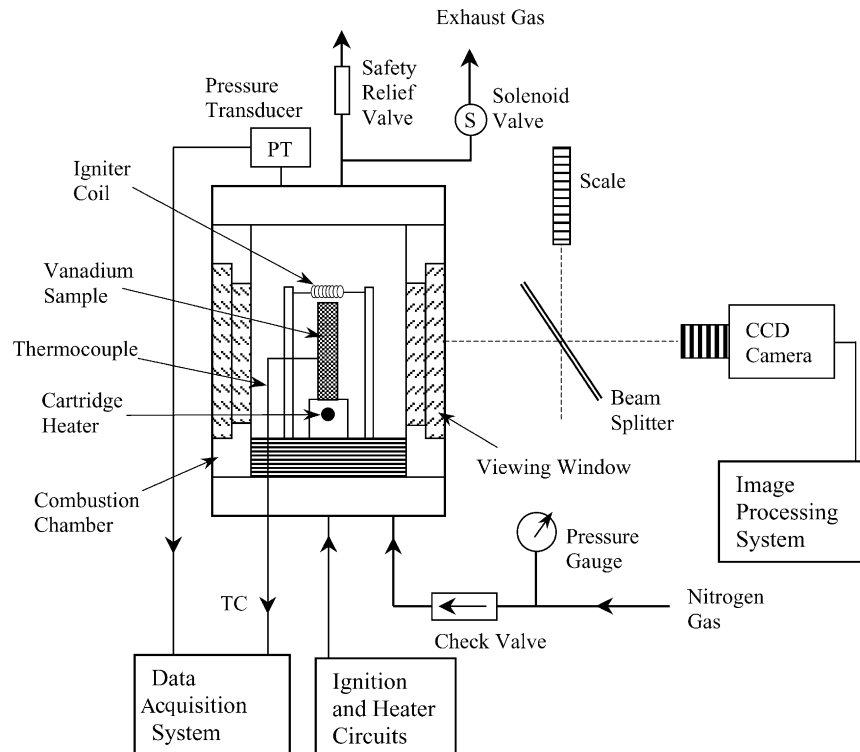 Exhaust Gas
Safety
Relief
Valve
Solenoid
Valve
S
Pressure
Transducer
PT
Igniter
Coil
Scale
Vanadium
Sample
Thermocouple
CCD
Camera
Cartridge
Heater
Beam
Splitter
Viewing Window
Combustion
Chamber
Image
Processing
System
Pressure
Gauge
TC
Nitrogen
Gas
Check Valve
Data
Acquisition
System
Ignition
and Heater
Circuits